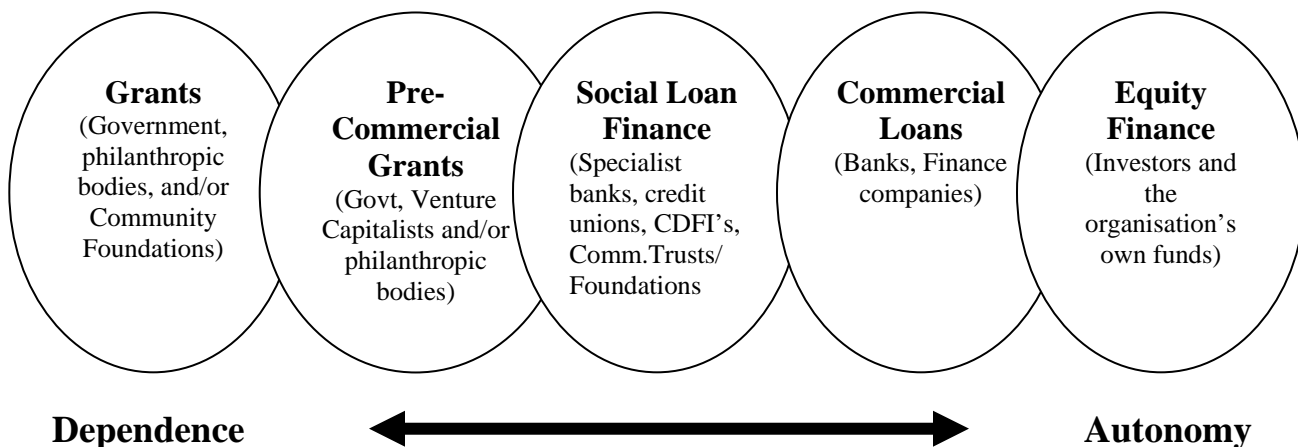 Grants
(Government,
philanthropic
bodies, and/or
Community
Foundations)
Pre-
Commercial
Grants
(Govt, Venture
Capitalists and/or
philanthropic
bodies)
Social Loan
Finance
(Specialist
banks, credit
unions, CDFI’s,
Comm.Trusts/
Foundations
Commercial
Loans
(Banks, Finance
companies)
Equity
Finance
(Investors and
the
organisation’s
own funds)
Dependence
Autonomy